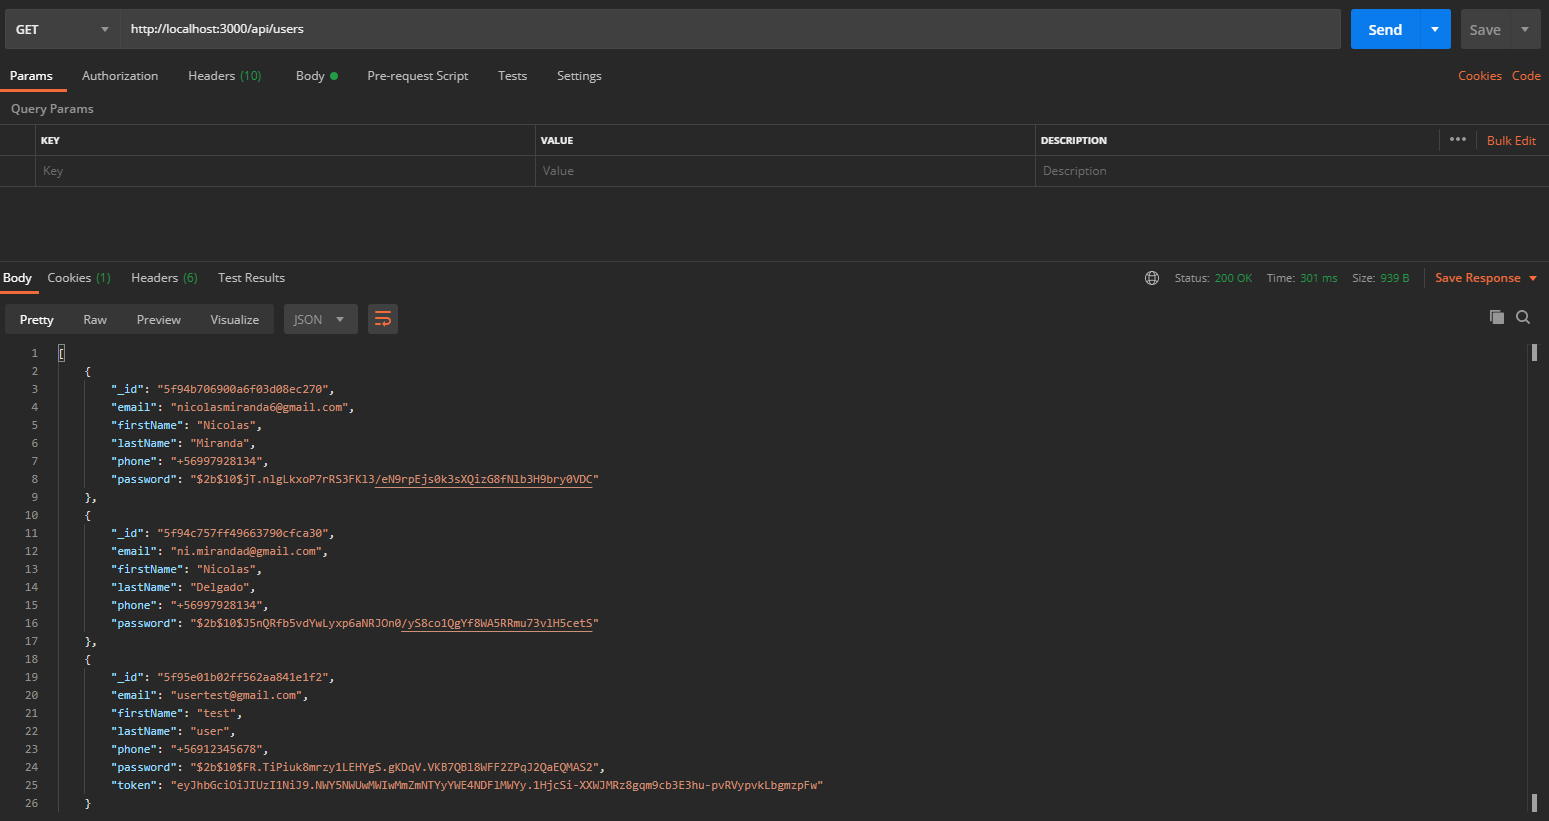 GET http://localhost:3000/api/users Send Save
Params Authorization Headers (10) Body Pre-request Script Tests Settings Cookies Code
Query Params
KEY VALUE DESCRIPTION ••• Bulk Edit
Key Value Description
Body Cookies (1) Headers (6) Test Results Status: 200 OK Time: 301 ms Size: 939 B Save Response
Pretty Raw Preview Visualize JSON
1 [
2 {
3 "_id": "5f94b706900a6f03d08ec270",
4 "email": "nicolasmiranda6@gmail.com",
5 "firstName": "Nicolas",
6 "lastName": "Miranda",
7 "phone": "+56997928134",
8 "password": "$2b$10$jT.nlgLkxoP7rRS3FKl3/eN9rpEjs0k3sXQizG8fNlb3H9bry0VDC"
9 },
10 {
11 "_id": "5f94c757ff49663790cfca30",
12 "email": "ni.mirandad@gmail.com",
13 "firstName": "Nicolas",
14 "lastName": "Delgado",
15 "phone": "+56997928134",
16 "password": "$2b$10$J5nQRfb5vdYwLyxp6aNRJOn0/yS8co1QgYf8WA5RRmu73vlH5cetS"
17 },
18 {
19 "_id": "5f95e01b02ff562aa841e1f2",
20 "email": "usertest@gmail.com",
21 "firstName": "test",
22 "lastName": "user",
23 "phone": "+56912345678",
24 "password": "$2b$10$FR.TiPiuk8mrzy1LEHYgS.gKDqV.VKB7QBl8WFF2ZPqJ2QaEQMAS2",
25 "token": "eyJhbGciOiJIUzI1NiJ9.NWY5NWUwMWIwMmZmNTYyYWE4NDFlMWYy.1HjcSi-XXWJMRz8gqm9cb3E3hu-pvRVypvkLbgmzpFw"
26 }